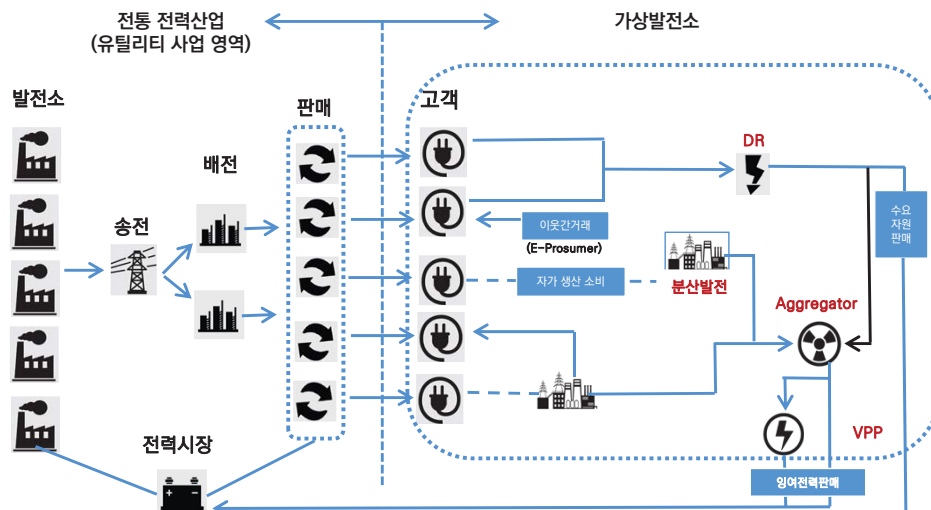 전통 전력산업
(유틸리티 사업 영역)
가상발전소
발전소
판매
고객
배전
DR
송전
이웃간거래
(E-Prosumer)
수요
자원
판매
자가 생산 소비
분산발전
Aggregator
VPP
전력시장
잉여전력판매